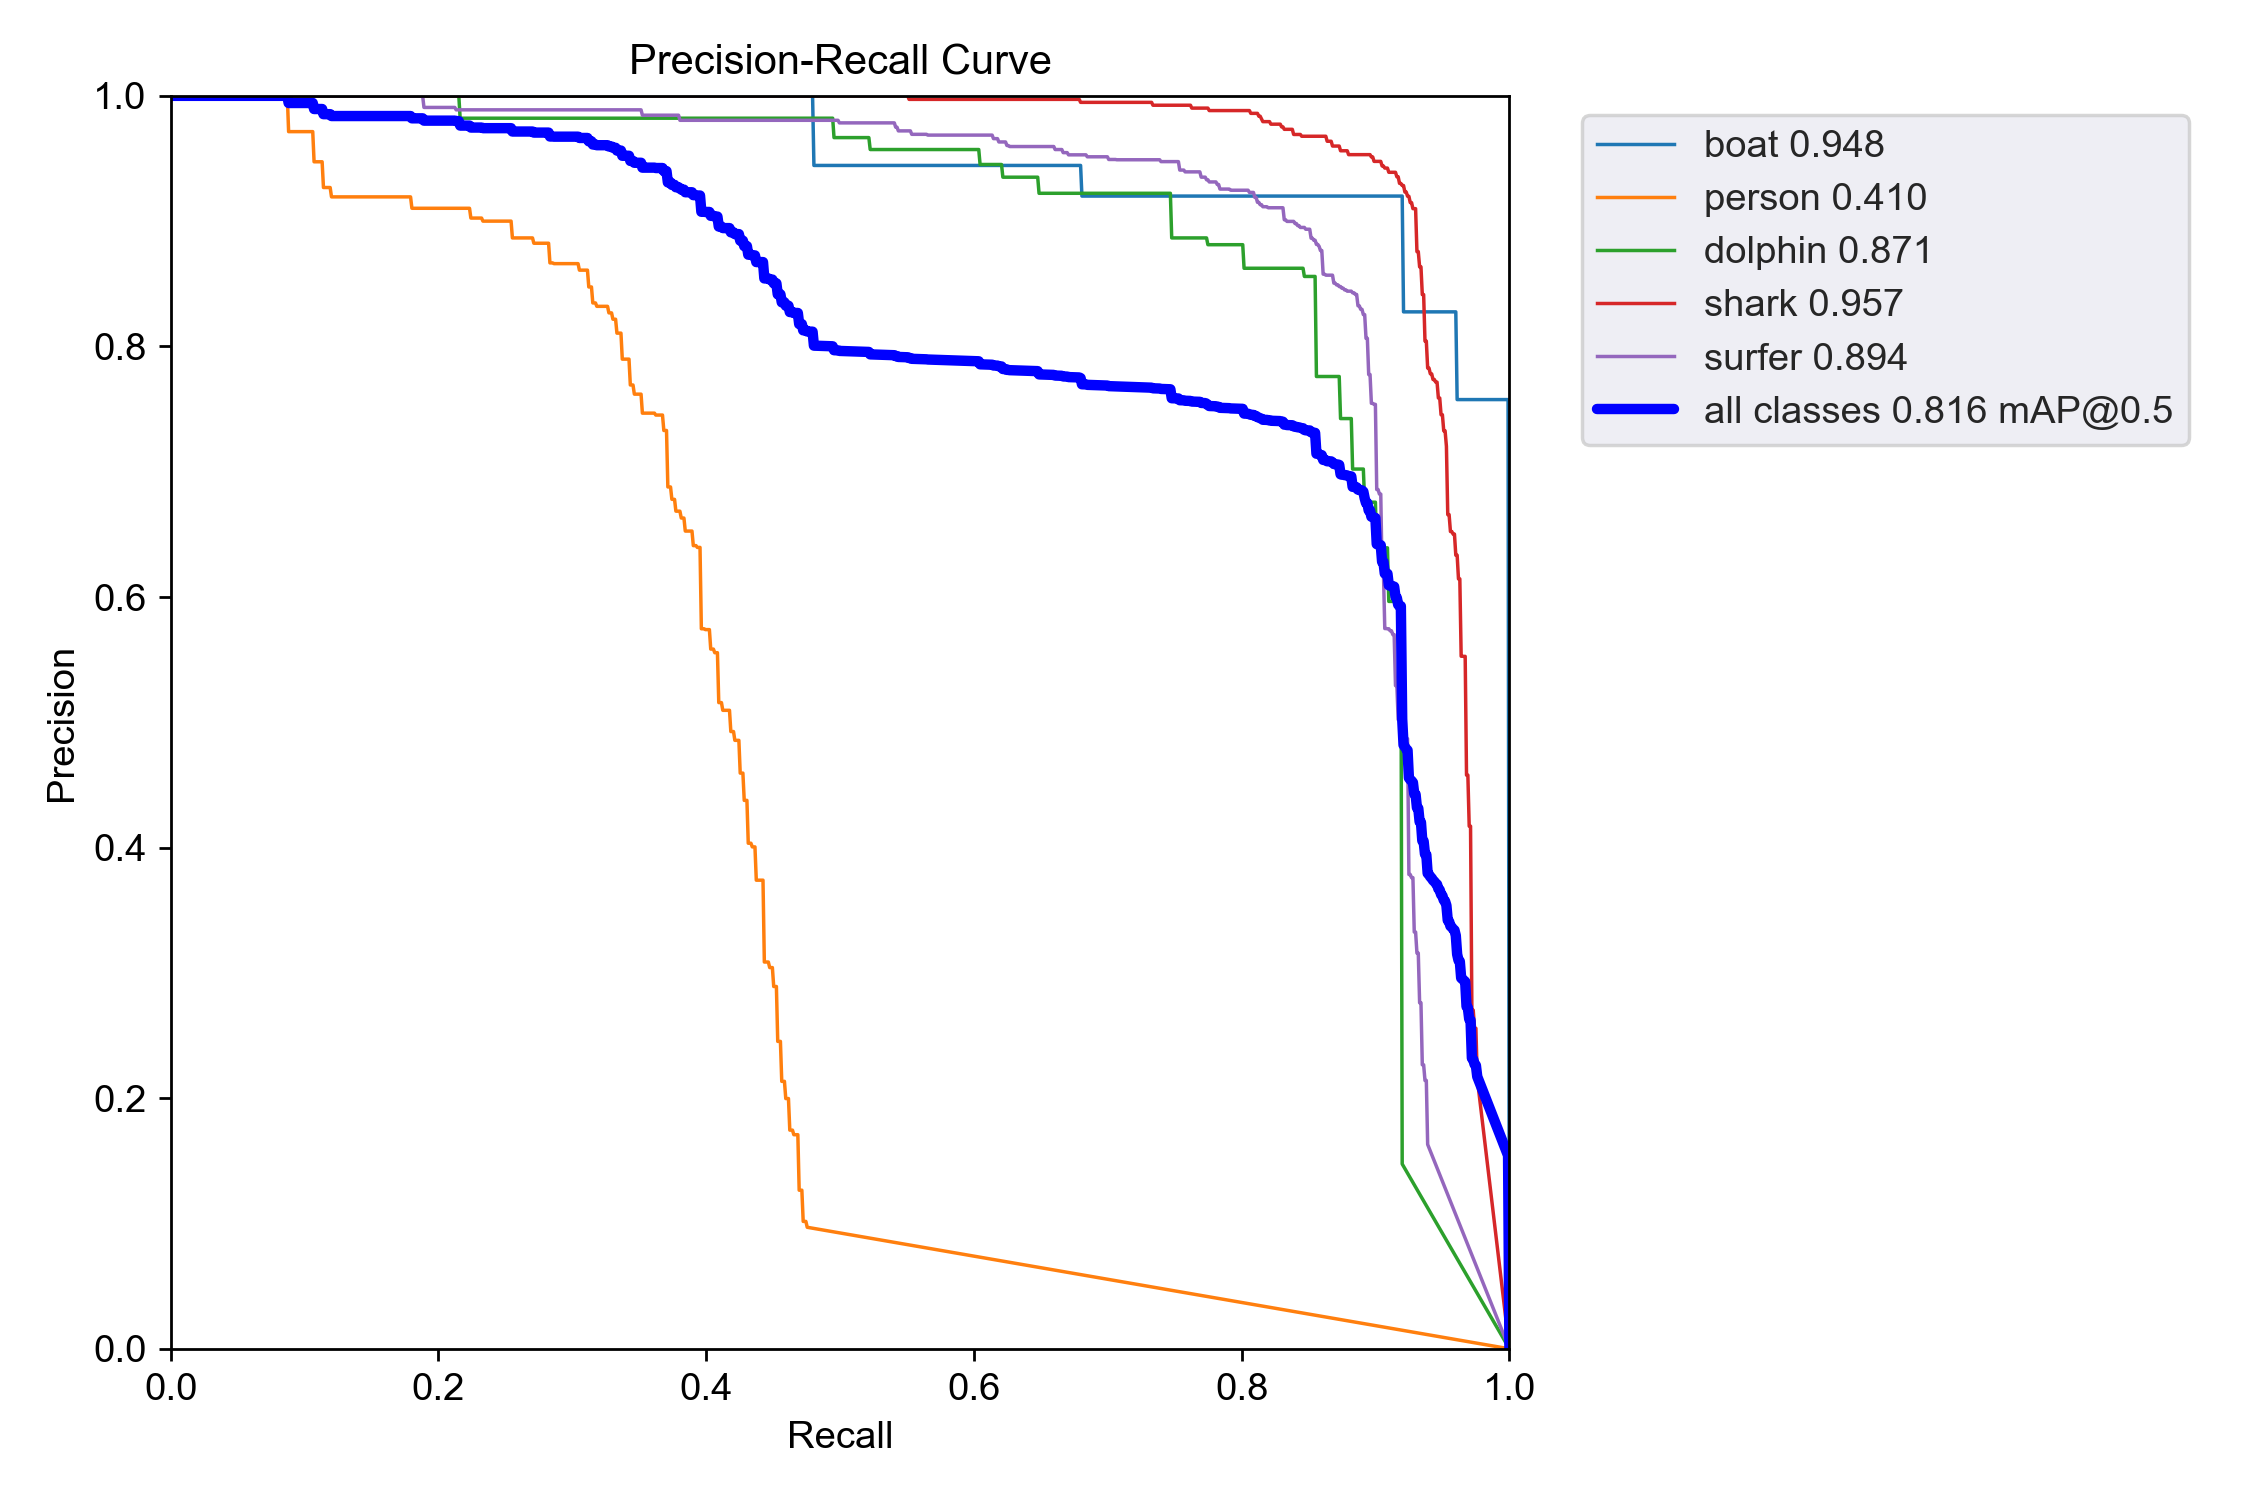 Precision-Recall Curve
1.0
0.8
0.6
0.4
0.2
0.0
Precision
0.0 0.2 0.4 0.6 0.8 1.0
Recall
boat 0.948
person 0.410
dolphin 0.871
shark 0.957
surfer 0.894
all classes 0.816 mAP@0.5